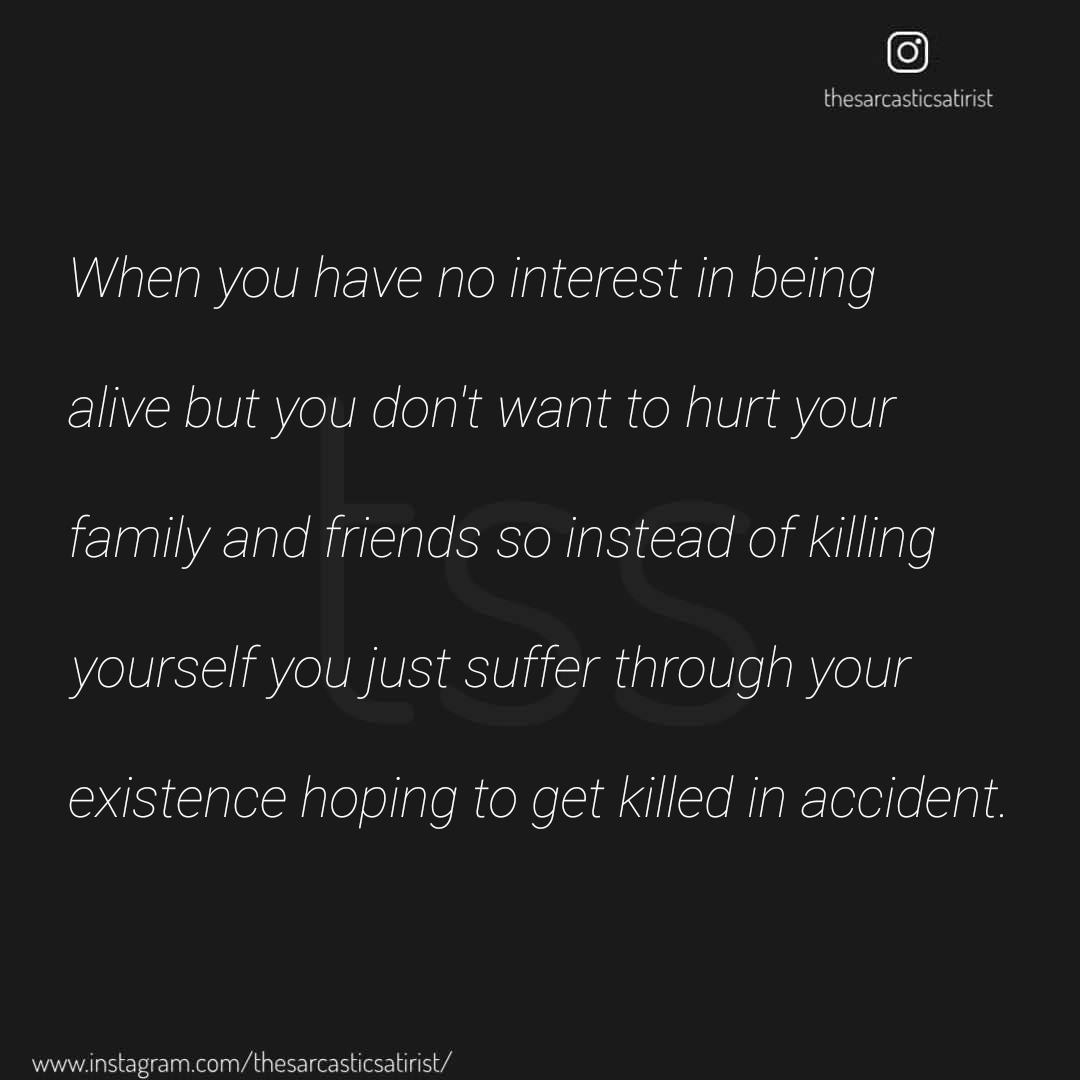 thesarcasticsatirist
When you have no interest in being
alive but you don't want to hurt your
family and friends so instead of killing
yourself you just suffer through your
existence hoping to get killed in accident.
tss
www.instagram.com/thesarcasticsatirist/